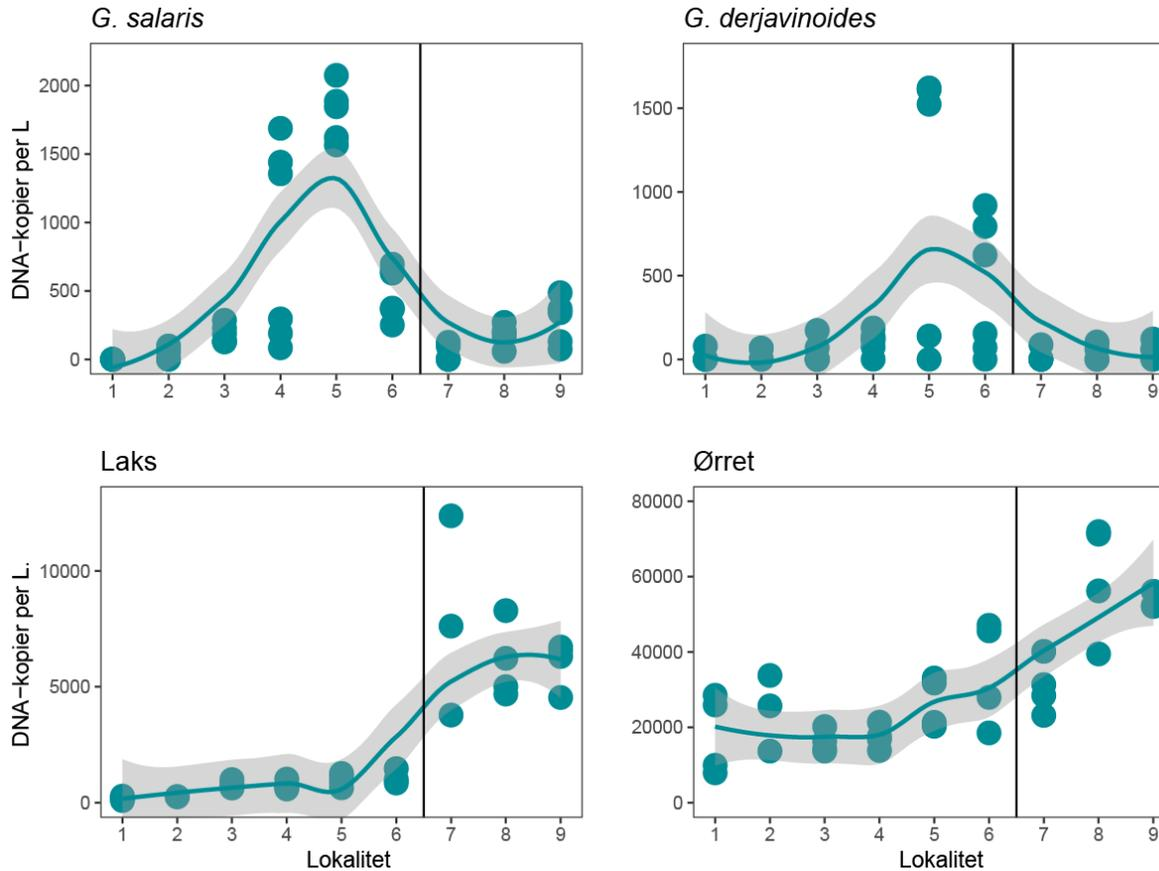 G. salaris
G. derjavinoides
DNA−kopier per L
2000
1500
1000
500
0
1 2 3 4 5 6 7 8 9
1500
1000
500
0
1 2 3 4 5 6 7 8 9
Laks
Ørret
DNA−kopier per L.
10000
5000
0
1 2 3 4 5 6 7 8 9
Lokalitet
80000
60000
40000
20000
0
1 2 3 4 5 6 7 8 9
Lokalitet